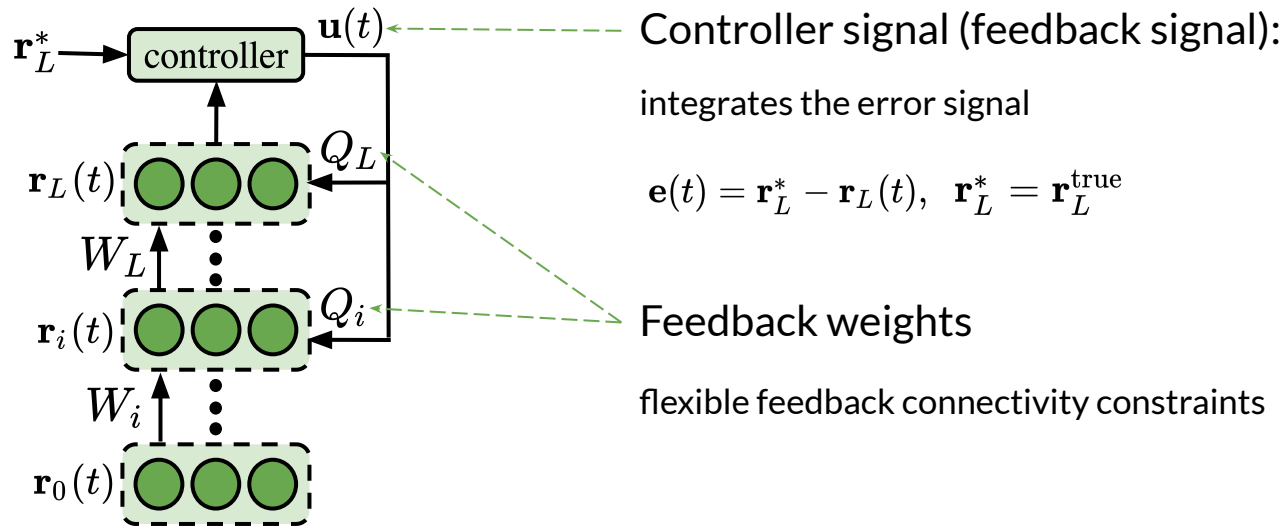 𝐮(t)
Controller signal (feedback signal):
𝐫*_L
controller
integrates the error signal
Q_L
𝐫_L(t)
𝐞(t) = 𝐫*_L − 𝐫_L(t), 𝐫*_L = 𝐫^true_L
W_L
Q_i
𝐫_i(t)
Feedback weights
W_i
flexible feedback connectivity constraints
𝐫_0(t)